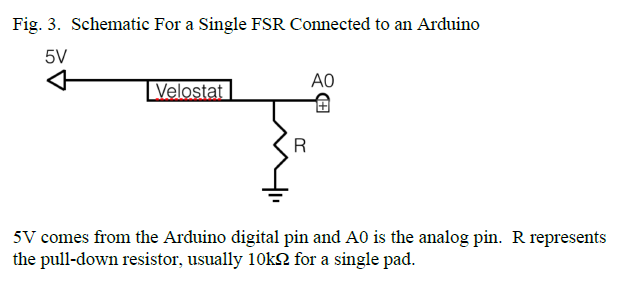 Fig. 3.  Schematic For a Single FSR Connected to an Arduino
5V
Velostat
A0
R
5V comes from the Arduino digital pin and A0 is the analog pin.  R represents
the pull-down resistor, usually 10kΩ for a single pad.